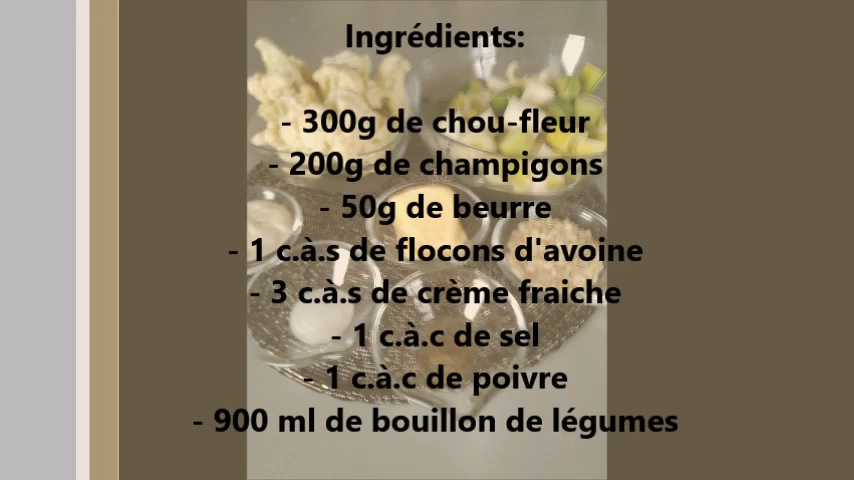 Ingrédients:
- 300g de chou-fleur
- 200g de champigons
- 50g de beurre
- 1 c.à.s de flocons d'avoine
- 3 c.à.s de crème fraiche
- 1 c.à.c de sel
- 1 c.à.c de poivre
- 900 ml de bouillon de légumes